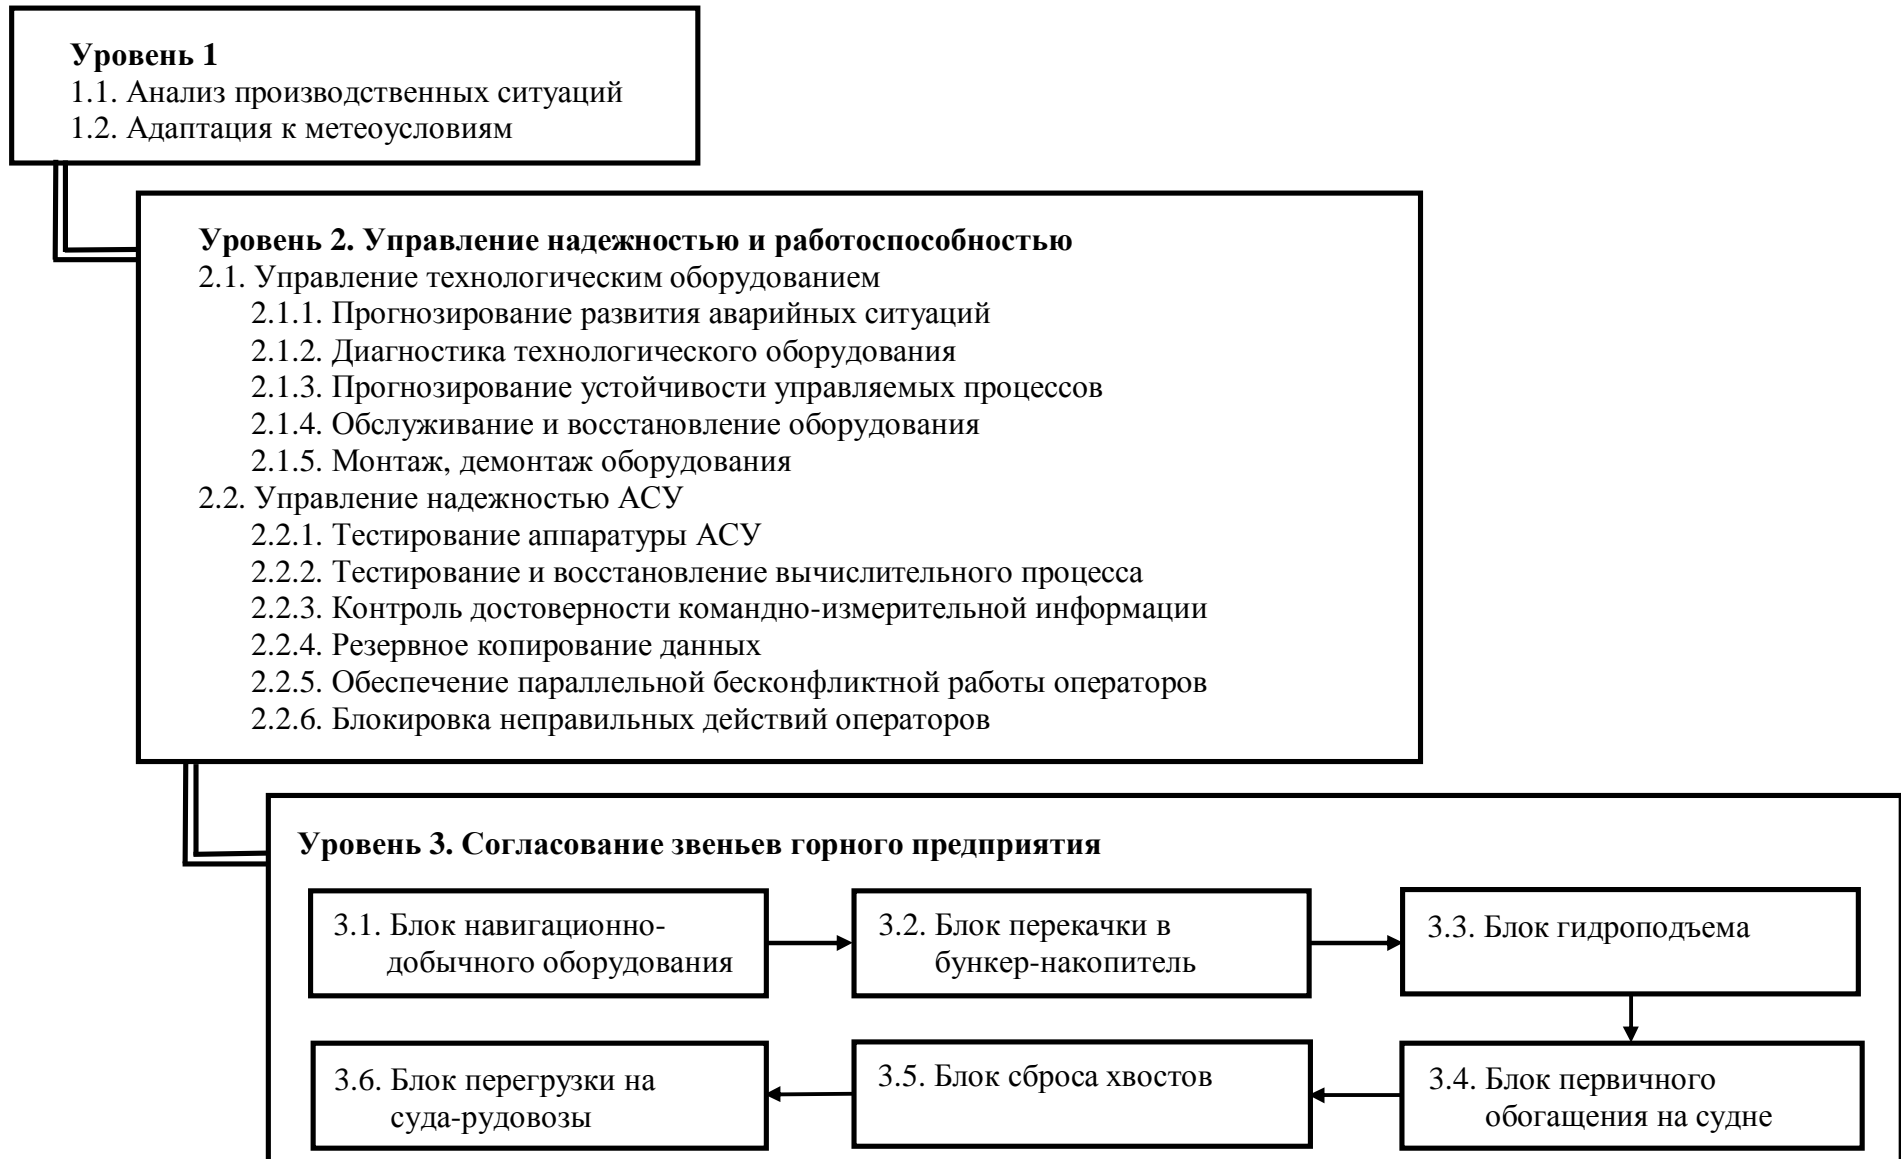 Уровень 1
1.1. Анализ производственных ситуаций
1.2. Адаптация к метеоусловиям
Уровень 2. Управление надежностью и работоспособностью
2.1. Управление технологическим оборудованием
2.1.1. Прогнозирование развития аварийных ситуаций
2.1.2. Диагностика технологического оборудования
2.1.3. Прогнозирование устойчивости управляемых процессов
2.1.4. Обслуживание и восстановление оборудования
2.1.5. Монтаж, демонтаж оборудования
2.2. Управление надежностью АСУ
2.2.1. Тестирование аппаратуры АСУ
2.2.2. Тестирование и восстановление вычислительного процесса
2.2.3. Контроль достоверности командно-измерительной информации
2.2.4. Резервное копирование данных
2.2.5. Обеспечение параллельной бесконфликтной работы операторов
2.2.6. Блокировка неправильных действий операторов
Уровень 3. Согласование звеньев горного предприятия
3.1. Блок навигационно-
добычного оборудования
3.2. Блок перекачки в
бункер-накопитель
3.3. Блок гидроподъема
3.4. Блок первичного
обогащения на судне
3.5. Блок сброса хвостов
3.6. Блок перегрузки на
суда-рудовозы